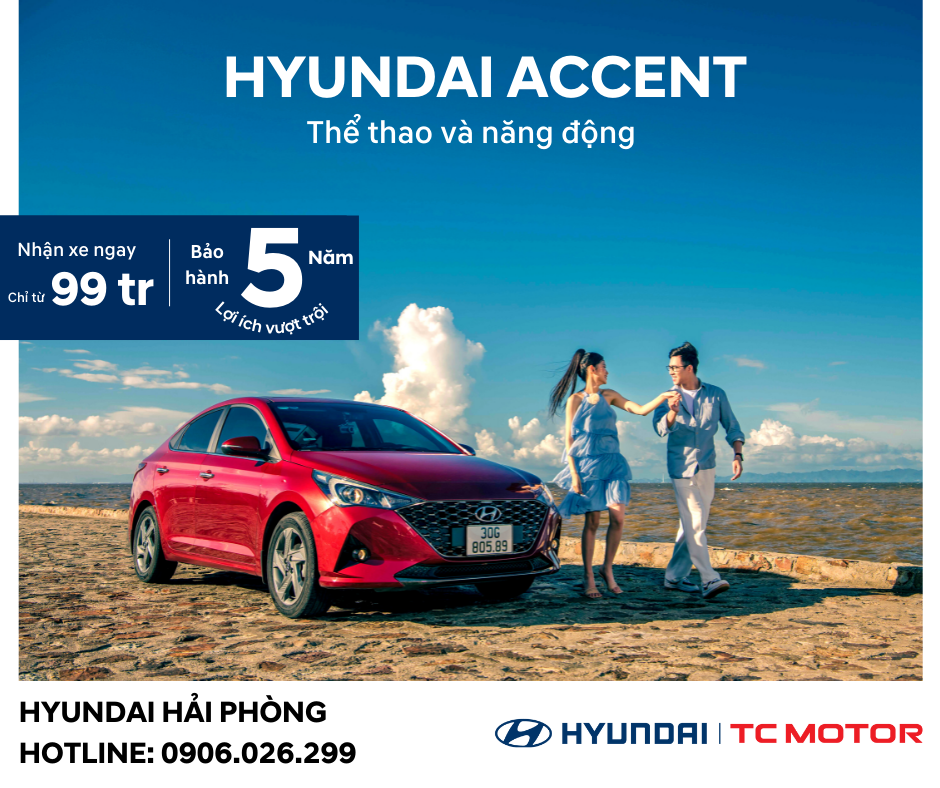 HYUNDAI ACCENT
Thể thao và năng động
Nhận xe ngay
Chỉ từ 99 tr
Bảo
hành
5 Năm
Lợi ích vượt trội
30G
805.89
HYUNDAI HẢI PHÒNG
HOTLINE: 0906.026.299
HYUNDAI | TC MOTOR